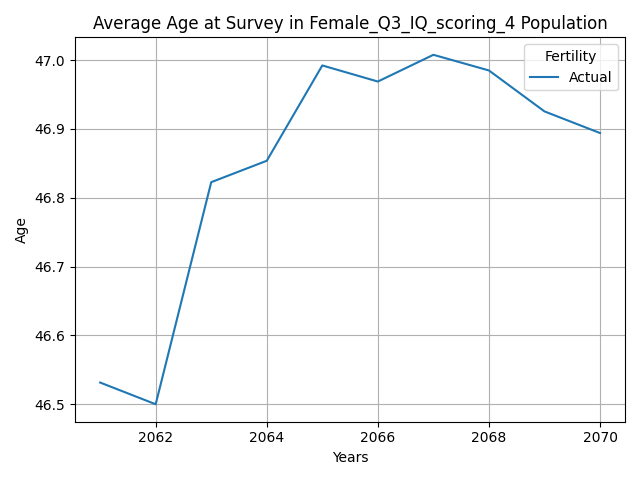 Average Age at Survey in Female_Q3_IQ_scoring_4 Population
Fertility
Actual
47.0
46.9
46.8
46.7
46.6
46.5
Age
2062 2064 2066 2068 2070
Years